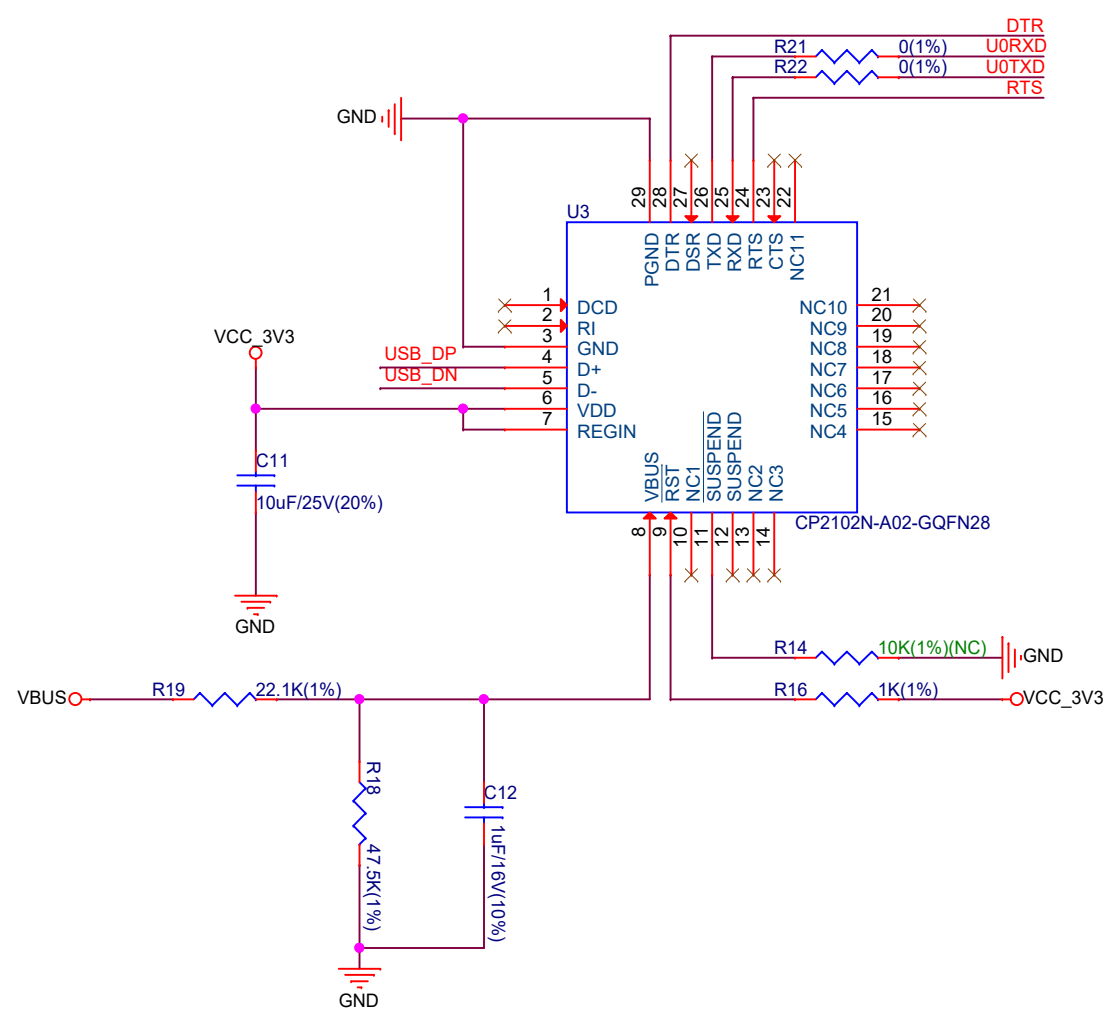 DTR
R21 0(1%) U0RXD
R22 0(1%) U0TXD
RTS
GND
29 28 27 26 25 24 23 22
U3
PGND DTR DSR TXD RXD RTS CTS NC11
1 DCD
2 RI
3 GND
USB_DP 4 D+
USB_DN 5 D-
6 VDD
7 REGIN
NC10 21
NC9 20
NC8 19
NC7 18
NC6 17
NC5 16
NC4 15
VCC_3V3
C11
10uF/25V(20%)
GND
VBUS RST NC1 SUSPEND SUSPEND NC2 NC3
8 9 10 11 12 13 14
CP2102N-A02-GQFN28
R14 10K(1%)(NC) GND
R16 1K(1%) VCC_3V3
VBUS R19 22.1K(1%)
R18
47.5K(1%)
C12
1uF/16V(10%)
GND